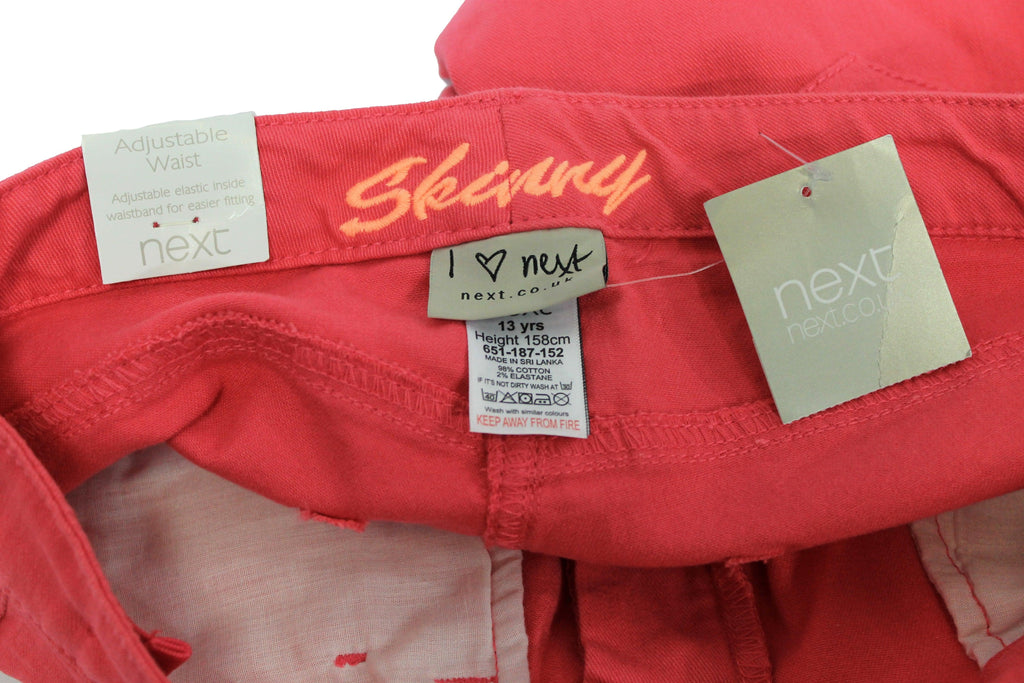 Adjustable
Waist
Adjustable elastic inside
waistband for easier fitting
next
Skinny
I ♡ next
next.co.uk
13 yrs
Height 158cm
651-187-152
MADE IN SRI LANKA
98% COTTON
2% ELASTANE
IF IT'S NOT DIRTY WASH AT 30
40
Wash with similar colours
KEEP AWAY FROM FIRE
next
next.co.u